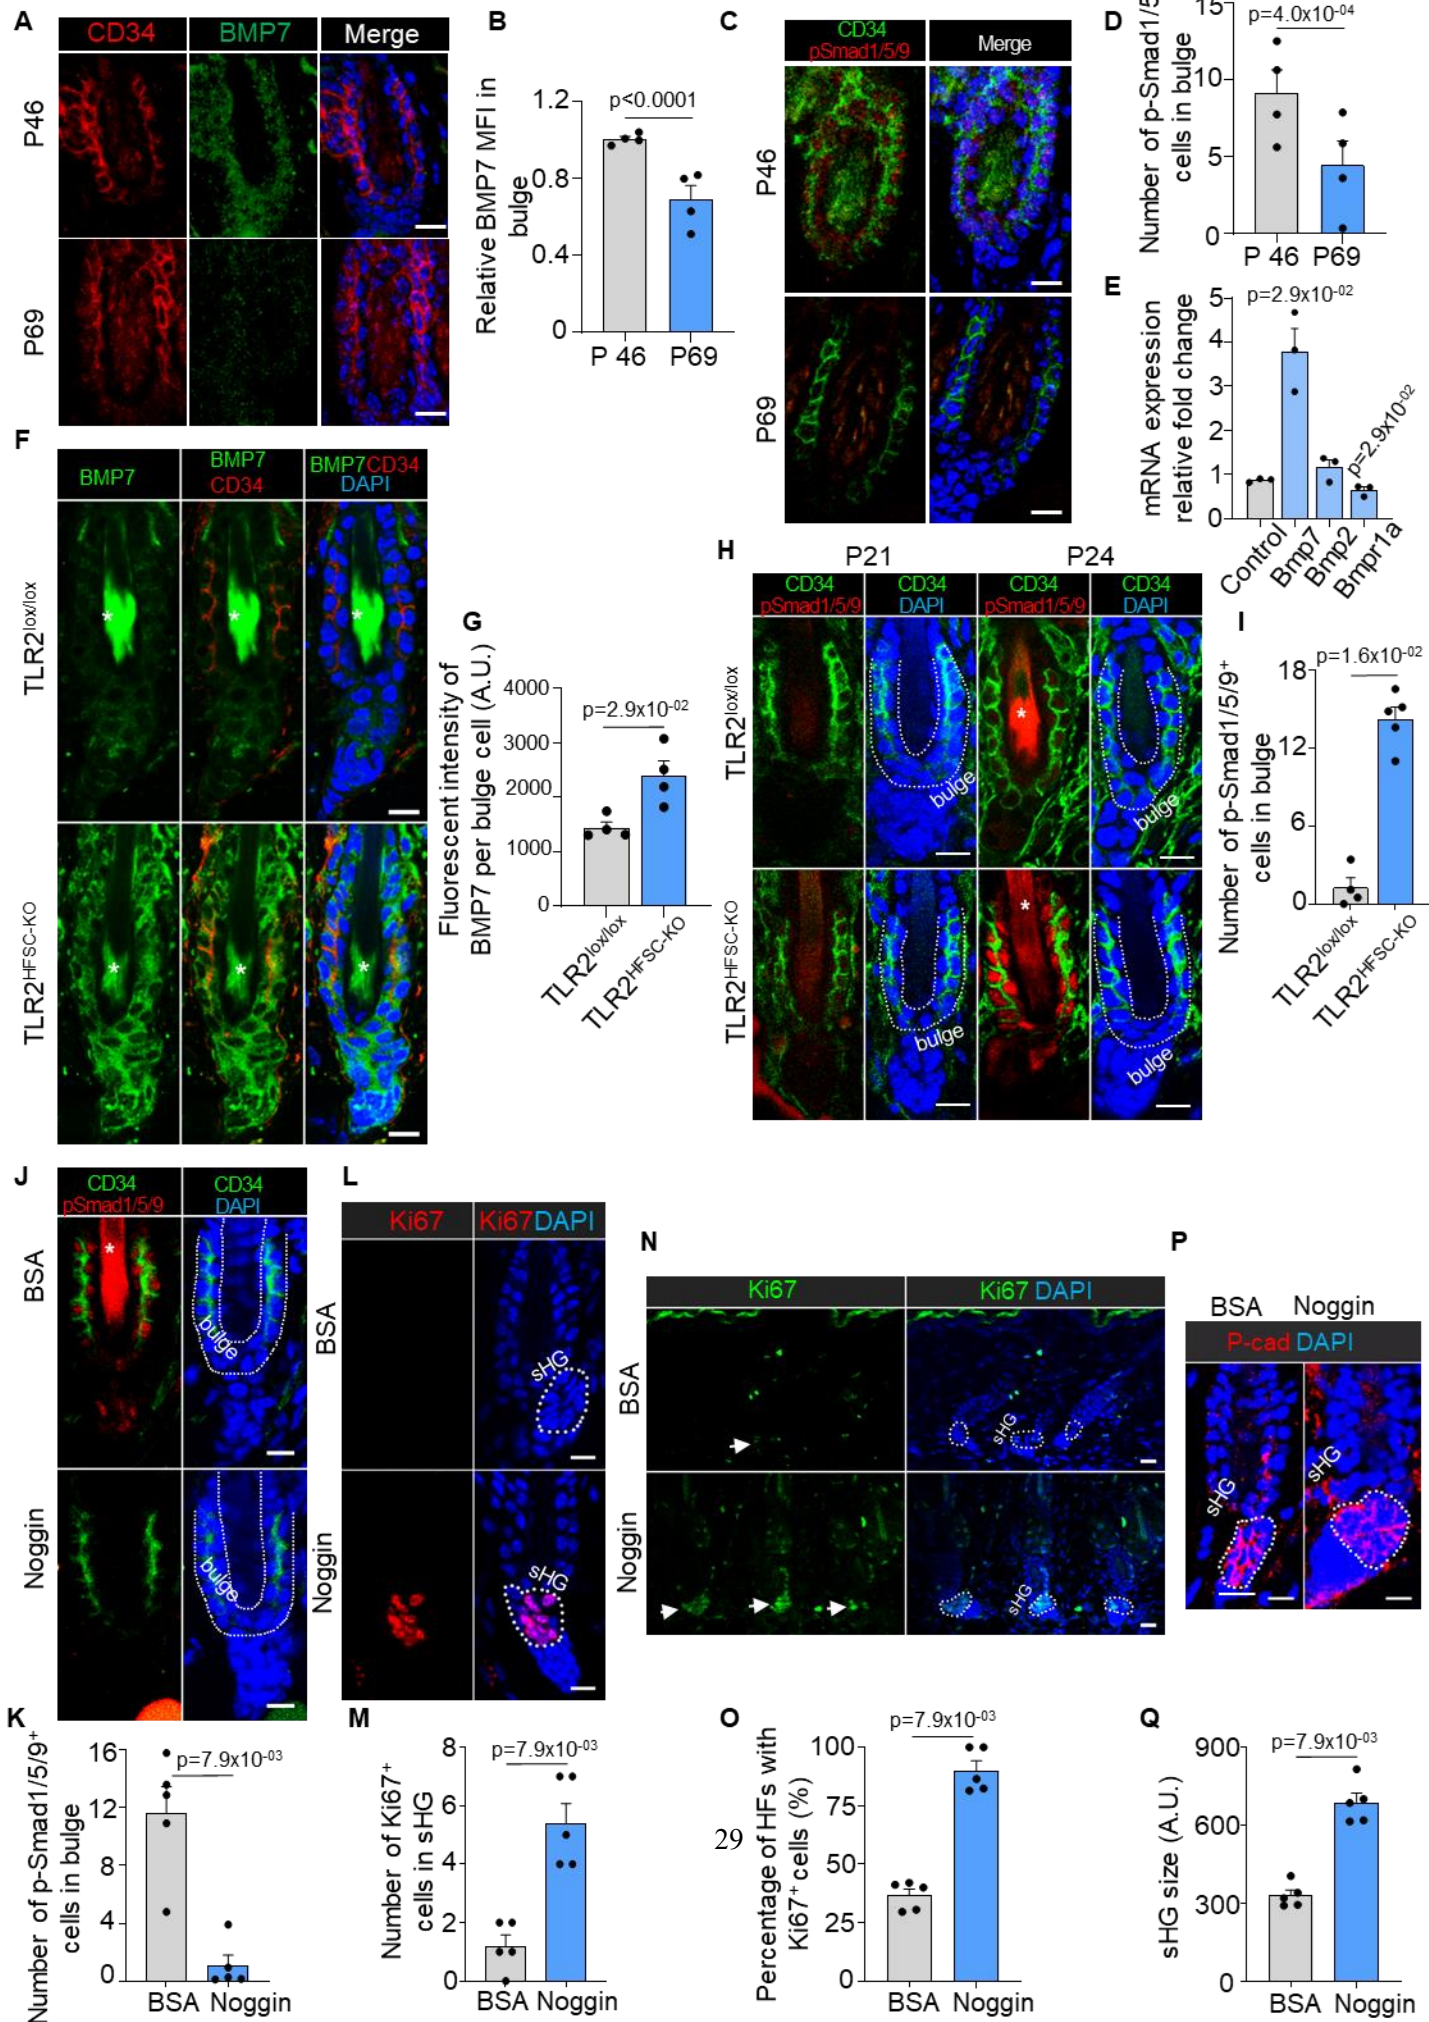 A
CD34 BMP7 Merge
P46
P69
B
Relative BMP7 MFI in
bulge
1.2
0.8
0.4
0
p<0.0001
P 46 P69
C
CD34
pSmad1/5/9
Merge
P46
P69
D
Number of p-Smad1/5
cells in bulge
15
10
5
0
p=4.0x10-04
P 46 P69
E
mRNA expression
relative fold change
5
4
3
2
1
0
p=2.9x10-02
p=2.9x10-02
Control
Bmp7
Bmp2
Bmpr1a
F
BMP7
BMP7
CD34
BMP7CD34
DAPI
TLR2lox/lox
*
*
*
TLR2HFSC-KO
*
*
*
G
Fluorescent intensity of
BMP7 per bulge cell (A.U.)
4000
3000
2000
1000
0
p=2.9x10-02
TLR2lox/lox
TLR2HFSC-KO
H
P21 P24
CD34
pSmad1/5/9
CD34
DAPI
CD34
pSmad1/5/9
CD34
DAPI
TLR2lox/lox
bulge
*
bulge
TLR2HFSC-KO
bulge
*
bulge
I
Number of p-Smad1/5/9+
cells in bulge
18
12
6
0
p=1.6x10-02
TLR2lox/lox
TLR2HFSC-KO
J
CD34
pSmad1/5/9
CD34
DAPI
BSA
*
bulge
Noggin
bulge
L
Ki67 Ki67DAPI
BSA
sHG
Noggin
sHG
N
Ki67 Ki67 DAPI
BSA
sHG
Noggin
sHG
P
BSA Noggin
P-cad DAPI
sHG
sHG
K
Number of p-Smad1/5/9+
cells in bulge
16
12
8
4
0
p=7.9x10-03
BSA Noggin
M
Number of Ki67+
cells in sHG
8
6
4
2
0
p=7.9x10-03
BSA Noggin
29
O
Percentage of HFs with
Ki67+ cells (%)
100
75
50
25
0
p=7.9x10-03
BSA Noggin
Q
sHG size (A.U.)
900
600
300
0
p=7.9x10-03
BSA Noggin